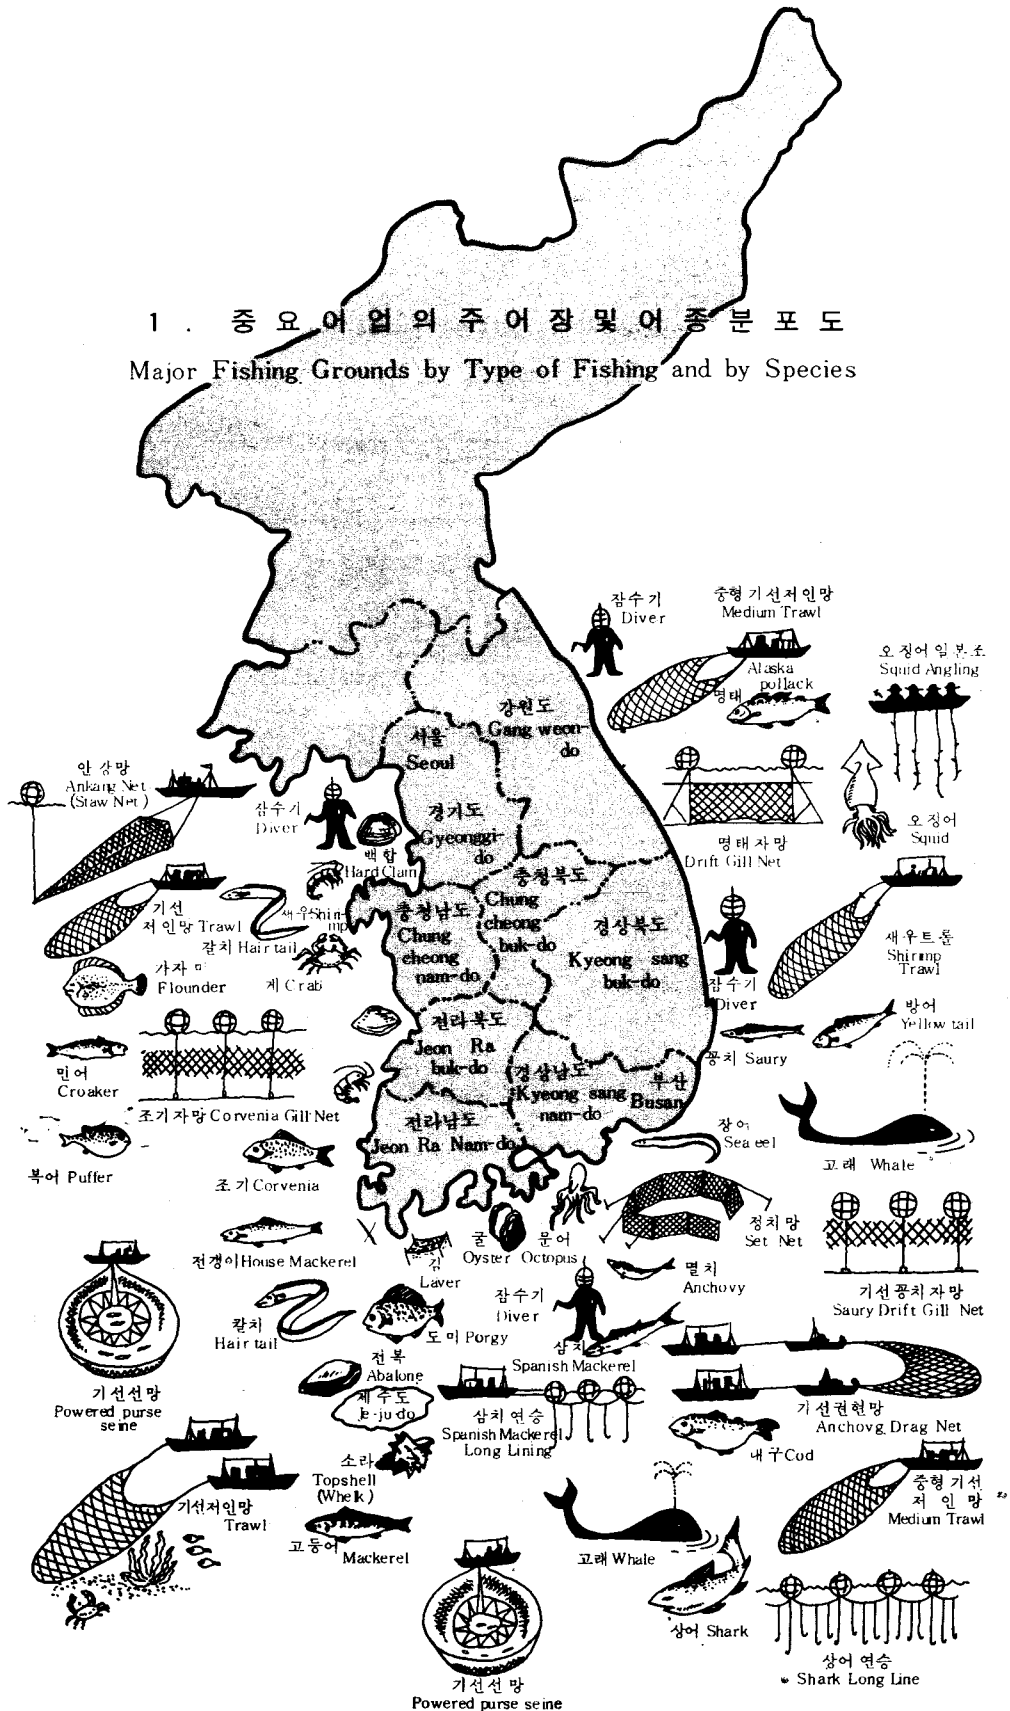 1 . 중 요 어 업 의 주 어 장 및 어 종 분 포 도
Major Fishing Grounds by Type of Fishing and by Species
잠수기
Diver
중형기선저인망
Medium Trawl
Alaska
pollack
명태
오징어일본조
Squid Angling
강원도
Gang weon-
do
서울
Seoul
안강망
Ankang Net
(Staw Net)
잠수기
Diver
경기도
Gyeonggi-
do
백합
Hard Clam
명태자망
Drift Gill Net
오징어
Squid
기선
저인망 Trawl
갈치 Hair tail
새우Shin-
mp
게 Crab
가자미
Flounder
충청남도
Chung
cheong
nam-do
충청북도
Chung
cheong
buk-do
경상북도
Kyeong sang
buk-do
잠수기
Diver
새우트롤
Shrimp
Trawl
방어
Yellow tail
꽁치 Saury
민어
Croaker
조기자망 Corvenia Gill Net
전라북도
Jeon Ra
buk-do
경상남도
Kyeong sang
nam-do
부산
Busan
전라남도
Jeon Ra Nam-do
복어 Puffer
조기 Corvenia
장어
Sea eel
고래 Whale
전갱이 House Mackerel
김
Laver
굴
Oyster
문어
Octopus
정치망
Set Net
멸치
Anchovy
기선꽁치자망
Saury Drift Gill Net
칼치
Hair tail
도미 Porgy
잠수기
Diver
삼치
Spanish Mackerel
기선선망
Powered purse
seine
전복
Abalone
제주도
Je-ju-do
삼치연승
Spanish Mackerel
Long Lining
기선권현망
Anchovg Drag Net
대구 Cod
소라
Topshell
(Whelk)
기선저인망
Trawl
고등어 Mackerel
고래 Whale
중형기선
저인망
Medium Trawl
기선선망
Powered purse seine
상어 Shark
상어 연승
Shark Long Line